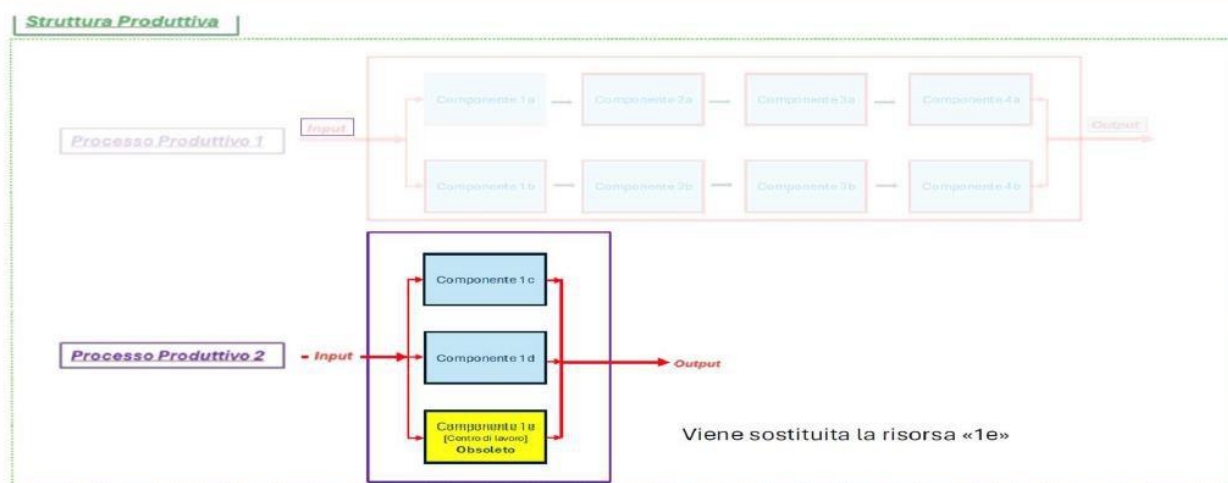 Struttura Produttiva
Componente 1a
Componente 2a
Componente 3a
Componente 4a
Processo Produttivo 1
Input
Output
Componente 1b
Componente 2b
Componente 3b
Componente 4b
Componente 1c
Processo Produttivo 2
- Input
Componente 1d
Output
Componente 1e
[Centro di lavoro]
Obsoleto
Viene sostituita la risorsa «1e»